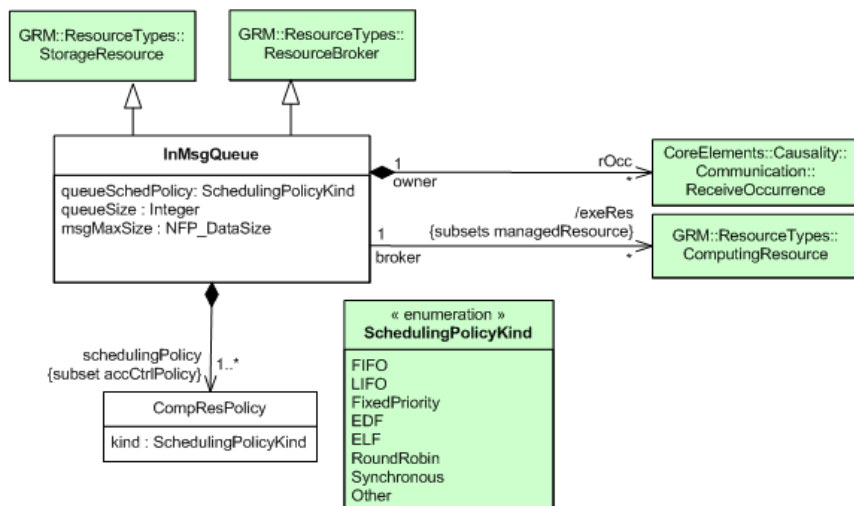 GRM::ResourceTypes::
StorageResource
GRM::ResourceTypes::
ResourceBroker
InMsgQueue
queueSchedPolicy: SchedulingPolicyKind
queueSize : Integer
msgMaxSize : NFP_DataSize
1
owner
rOcc
*
CoreElements::Causality::
Communication::
ReceiveOccurrence
/exeRes
1
{subsets managedResource}
broker
*
GRM::ResourceTypes::
ComputingResource
schedulingPolicy
{subset accCtrlPolicy}
1..*
CompResPolicy
kind : SchedulingPolicyKind
« enumeration »
SchedulingPolicyKind
FIFO
LIFO
FixedPriority
EDF
ELF
RoundRobin
Synchronous
Other